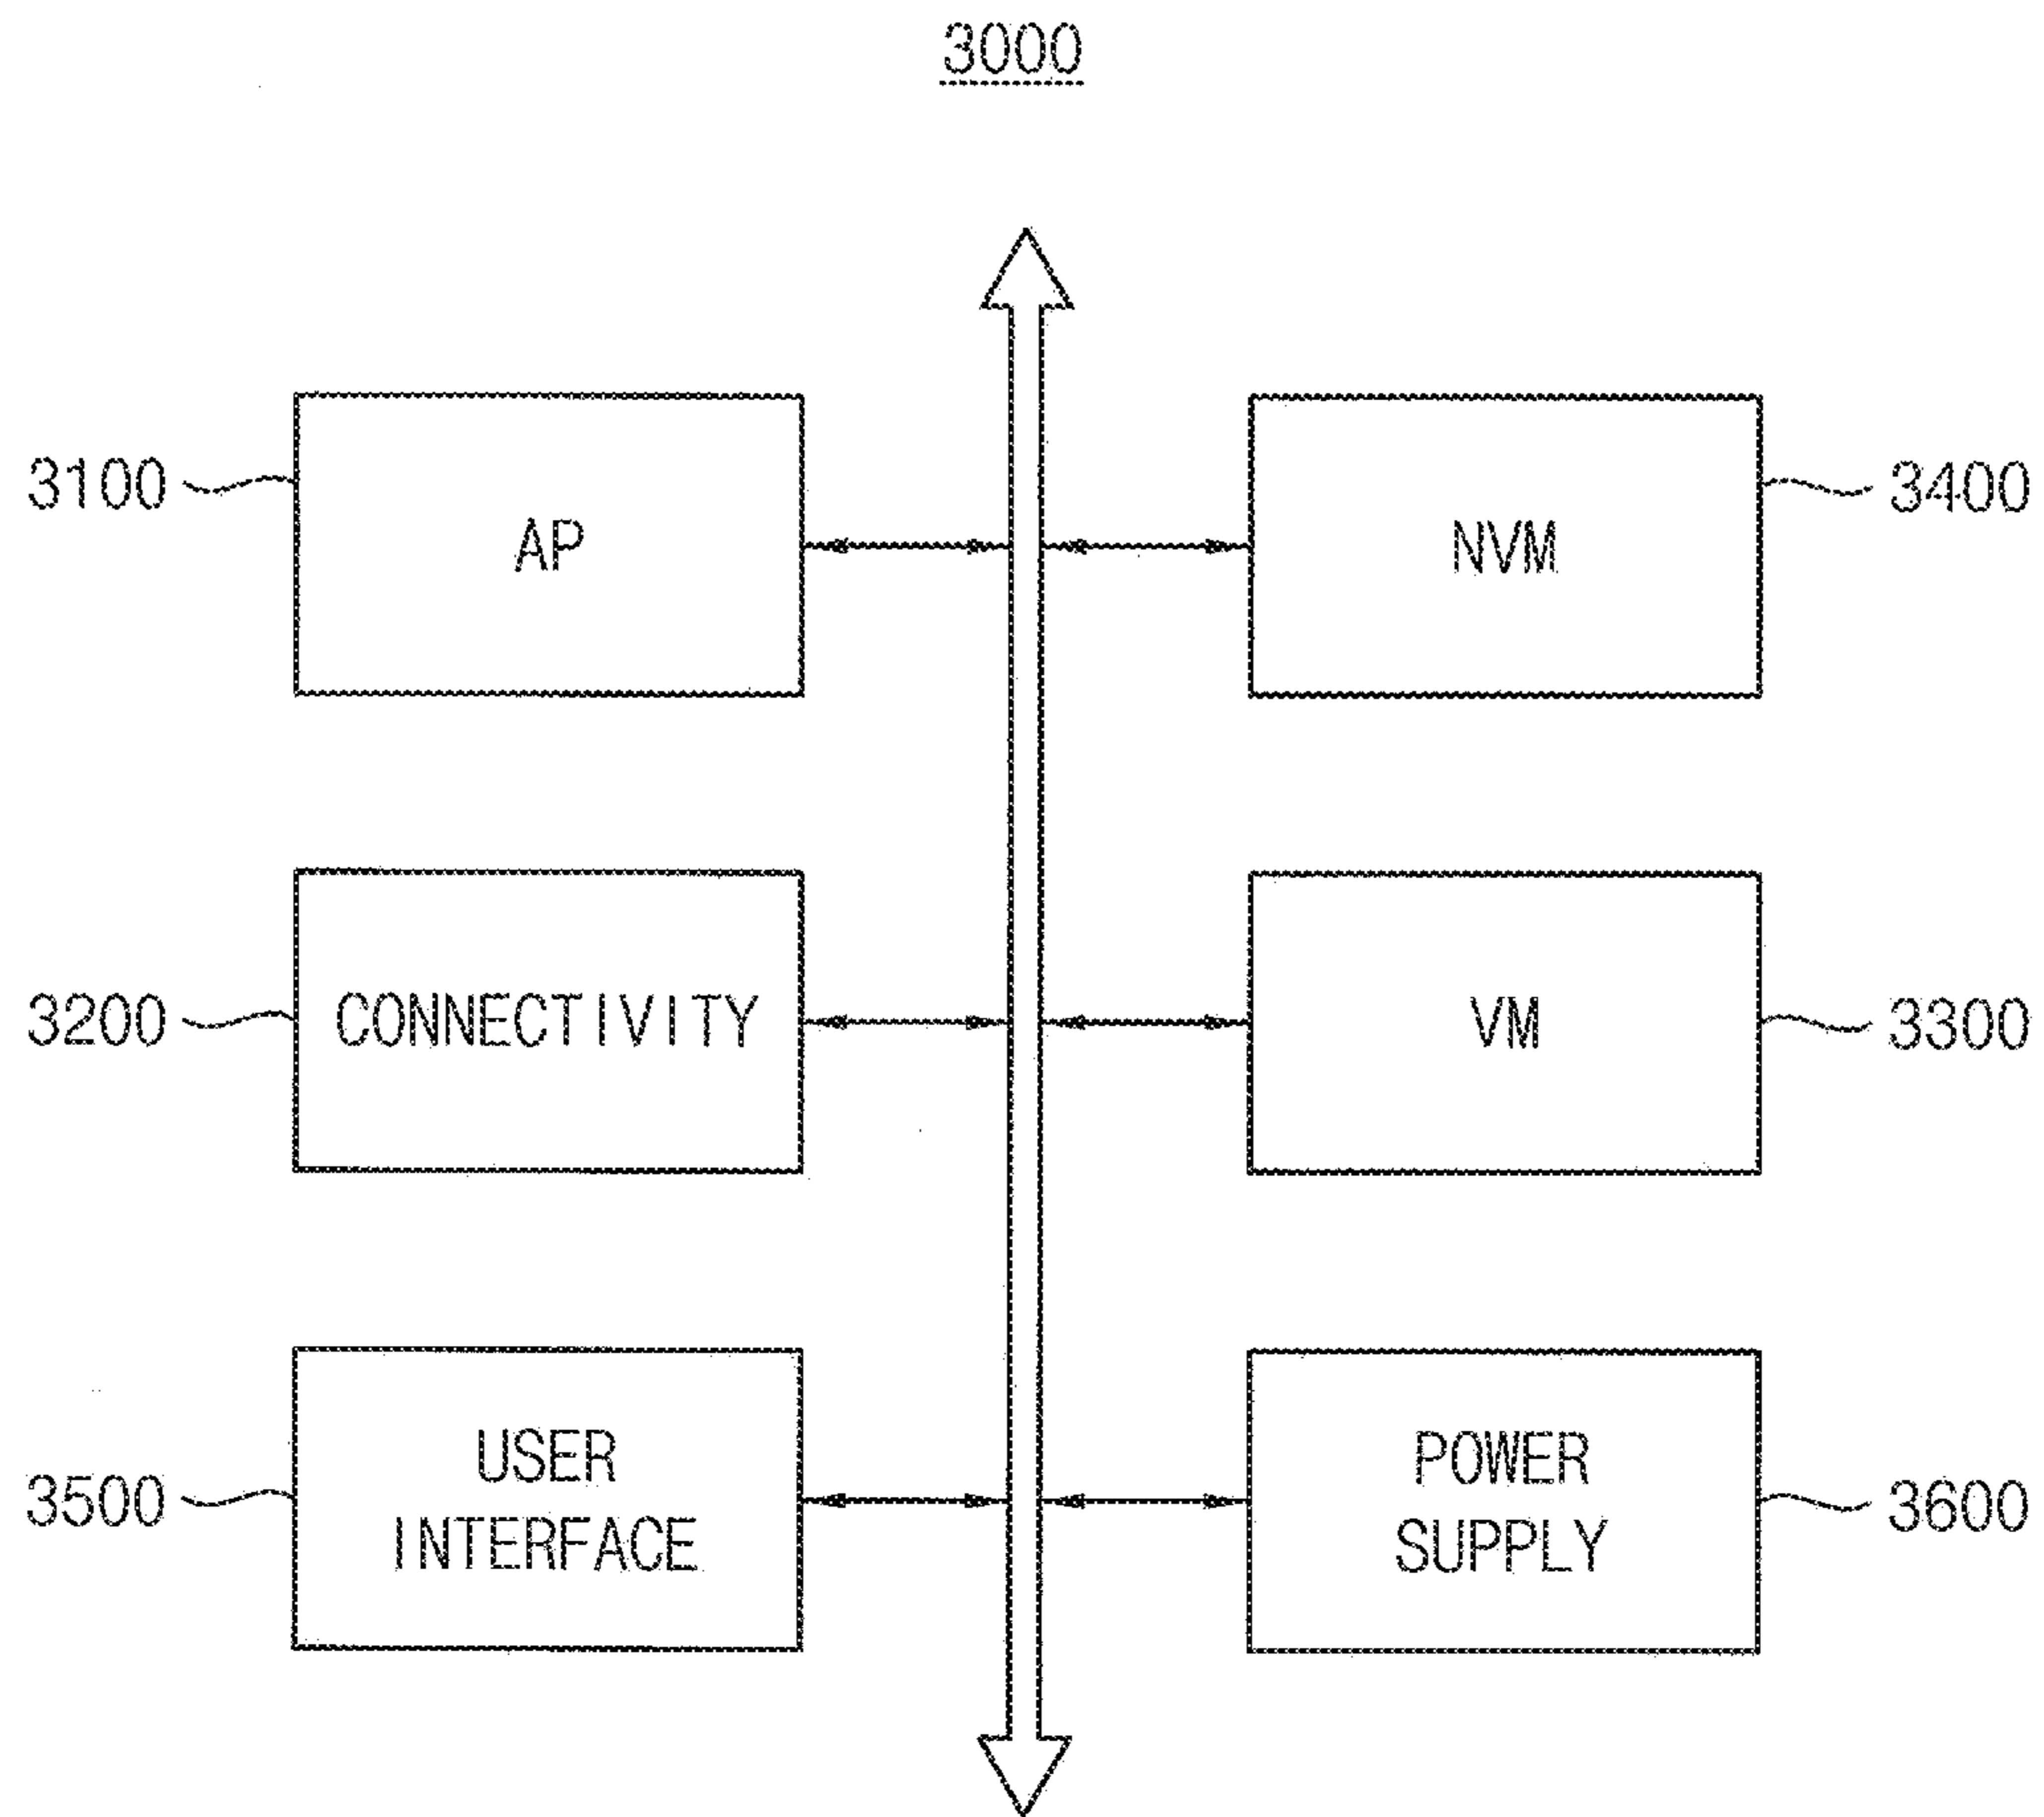 3000
3100
AP
NVM
3400
3200
CONNECTIVITY
VM
3300
3500
USER
INTERFACE
POWER
SUPPLY
3600